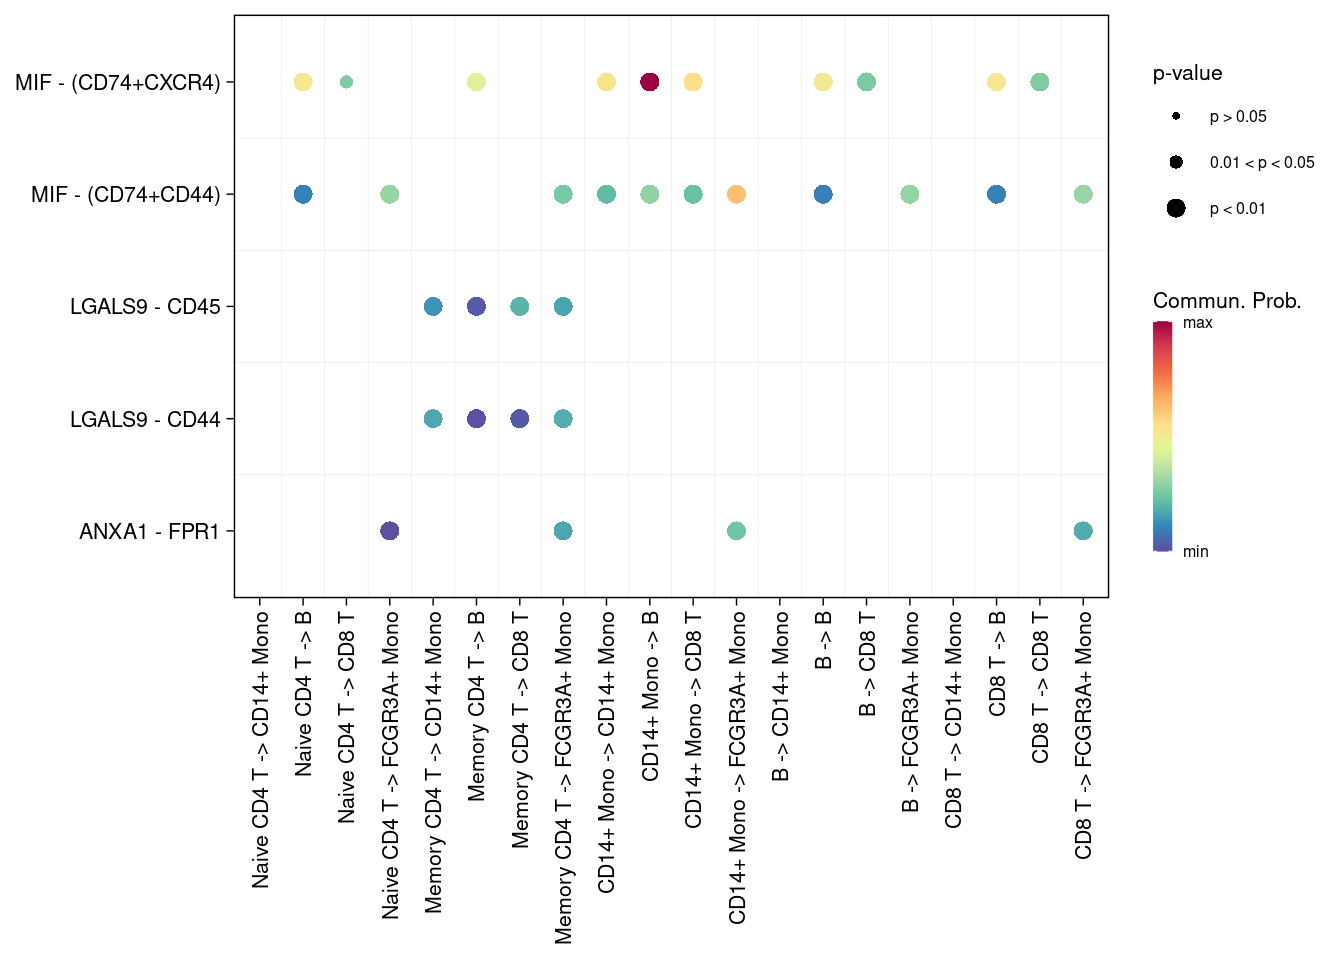 MIF - (CD74+CXCR4)
MIF - (CD74+CD44)
LGALS9 - CD45
LGALS9 - CD44
ANXA1 - FPR1
Naive CD4 T -> CD14+ Mono
Naive CD4 T -> B
Naive CD4 T -> CD8 T
Naive CD4 T -> FCGR3A+ Mono
Memory CD4 T -> CD14+ Mono
Memory CD4 T -> B
Memory CD4 T -> CD8 T
Memory CD4 T -> FCGR3A+ Mono
CD14+ Mono -> CD14+ Mono
CD14+ Mono -> B
CD14+ Mono -> CD8 T
CD14+ Mono -> FCGR3A+ Mono
B -> CD14+ Mono
B -> B
B -> CD8 T
B -> FCGR3A+ Mono
CD8 T -> CD14+ Mono
CD8 T -> B
CD8 T -> CD8 T
CD8 T -> FCGR3A+ Mono
p-value
p > 0.05
0.01 < p < 0.05
p < 0.01
Commun. Prob.
max
min